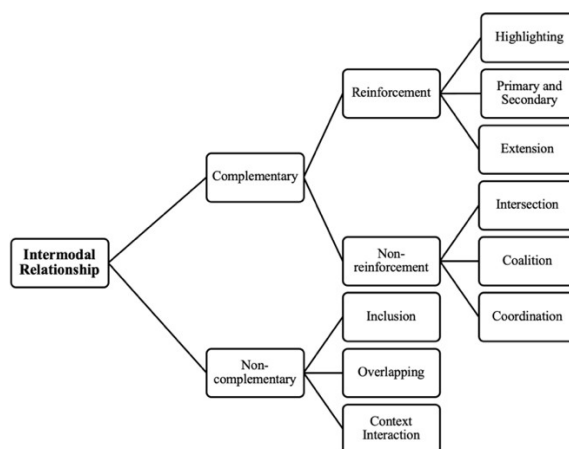 Highlighting
Reinforcement
Primary and
Secondary
Extension
Complementary
Intersection
Intermodal
Relationship
Non-
reinforcement
Coalition
Inclusion
Coordination
Non-
complementary
Overlapping
Context
Interaction